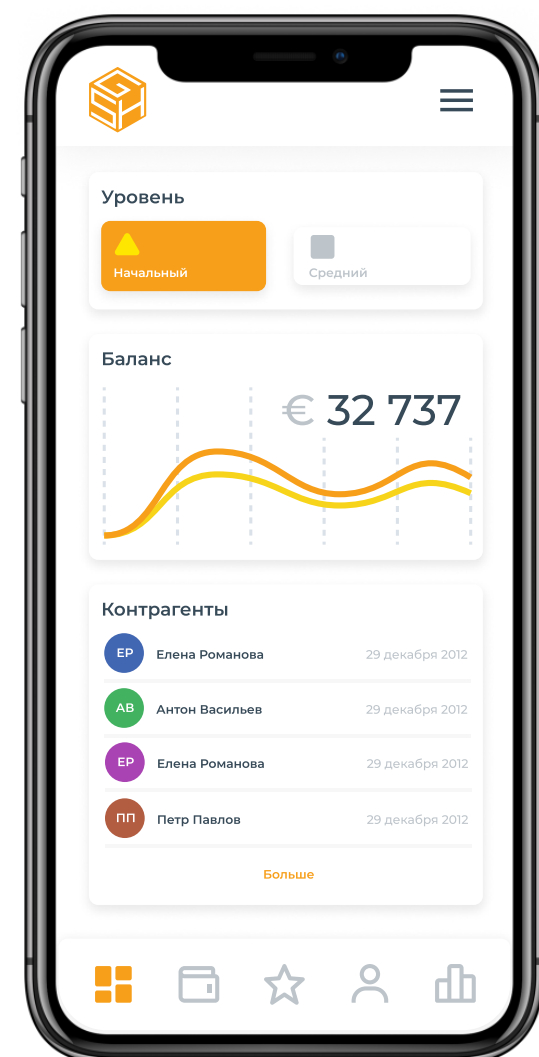 GSH
Уровень
Начальный
Средний
Баланс
€ 32 737
Контрагенты
ЕР Елена Романова 29 декабря 2012
АВ Антон Васильев 29 декабря 2012
ЕР Елена Романова 29 декабря 2012
ПП Петр Павлов 29 декабря 2012
Больше